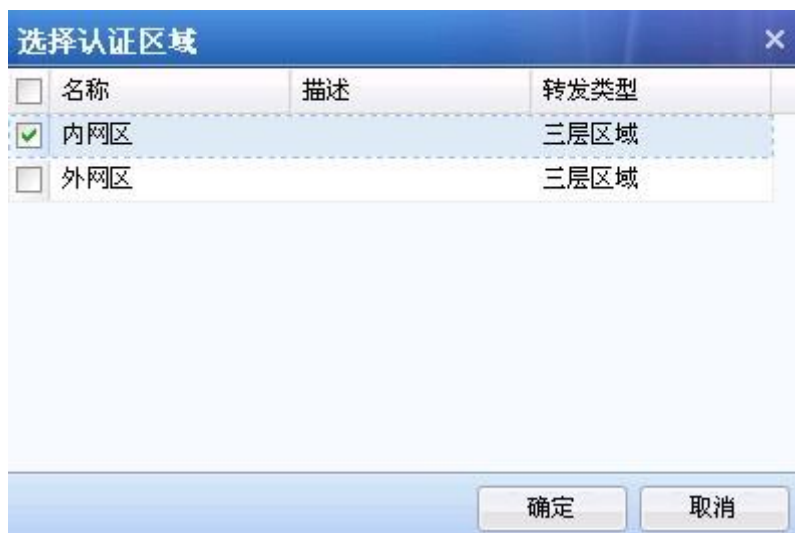 选择认证区域
名称 描述 转发类型
内网区 三层区域
外网区 三层区域
确定 取消